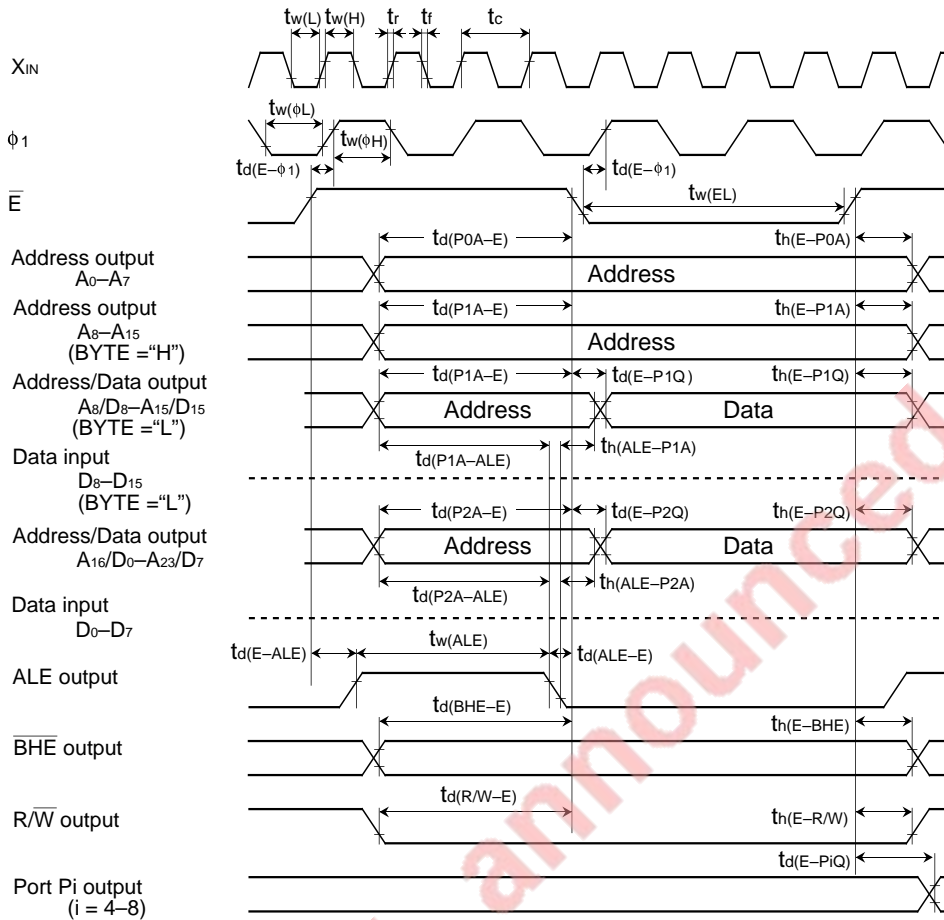 tw(L) tw(H) tr tf tc
XIN
tw(ϕL)
ϕ1
tw(ϕH)
td(E–ϕ1) td(E–ϕ1)
E tw(EL)
td(P0A–E) th(E–P0A)
Address output
A0–A7
Address
Address output td(P1A–E) th(E–P1A)
A8–A15
(BYTE =“H”)
Address
Address/Data output td(P1A–E) td(E–P1Q) th(E–P1Q)
A8/D8–A15/D15
(BYTE =“L”)
Address Data
td(P1A–ALE) th(ALE–P1A)
Data input
D8–D15
(BYTE =“L”)
td(P2A–E) td(E–P2Q) th(E–P2Q)
Address/Data output
A16/D0–A23/D7
Address Data
td(P2A–ALE) th(ALE–P2A)
Data input
D0–D7
td(E–ALE) tw(ALE) td(ALE–E)
ALE output
td(BHE–E) th(E–BHE)
BHE output
td(R/W–E) th(E–R/W)
R/W output
td(E–PiQ)
Port Pi output
(i = 4–8)
announced